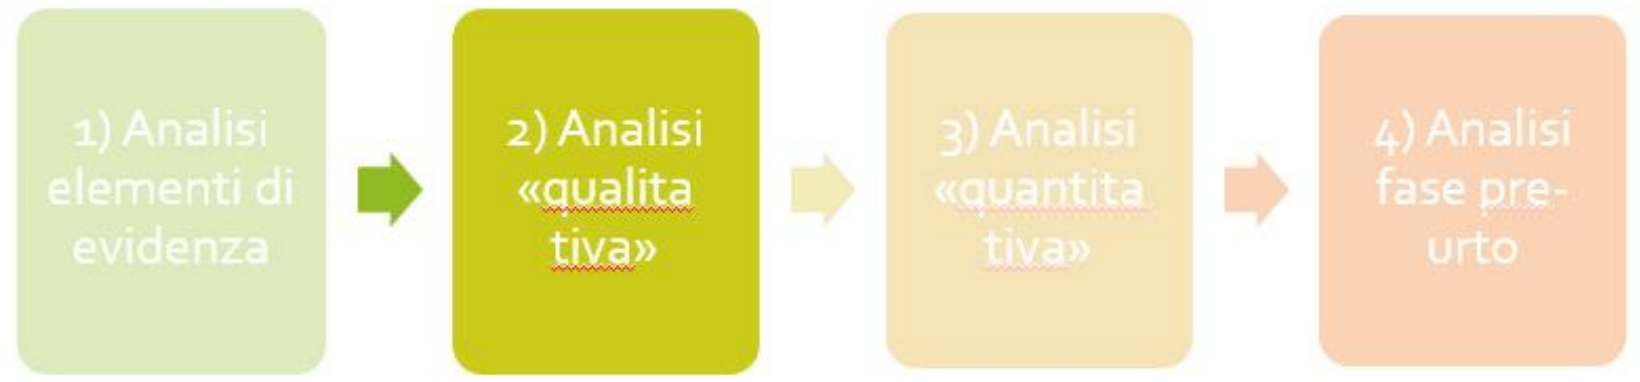 1) Analisi
elementi di
evidenza
2) Analisi
«qualita
tiva»
3) Analisi
«quantita
tiva»
4) Analisi
fase pre-
urto